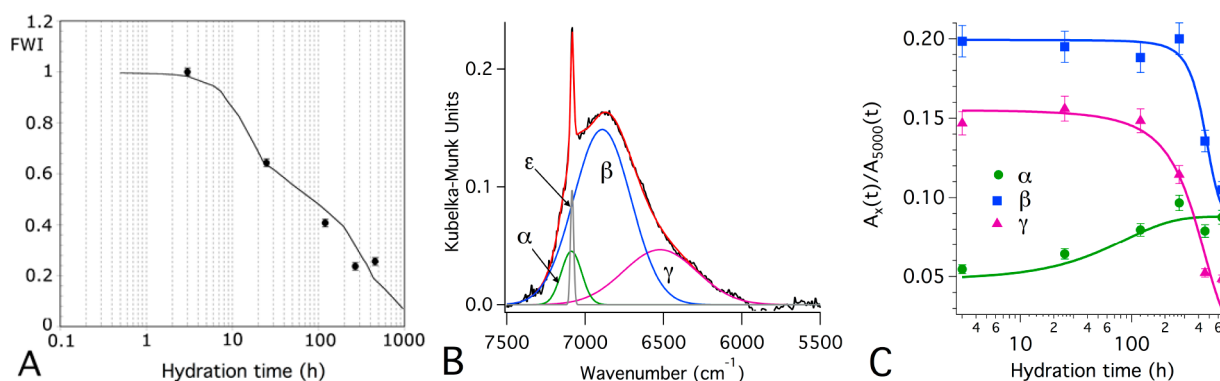 1.2
FWI
1
0.8
0.6
0.4
0.2
0
0.1
1
10
100
1000
Hydration time (h)
A
Kubelka-Munk Units
0.2
0.1
0.0
ε
α
β
γ
7500
7000
6500
6000
5500
Wavenumber (cm⁻¹)
B
Aₓ(t)/A₅₀₀₀(t)
0.20
0.15
0.10
0.05
α
β
γ
4 6 2 4 6 2 4 6
10 100
Hydration time (h)
C